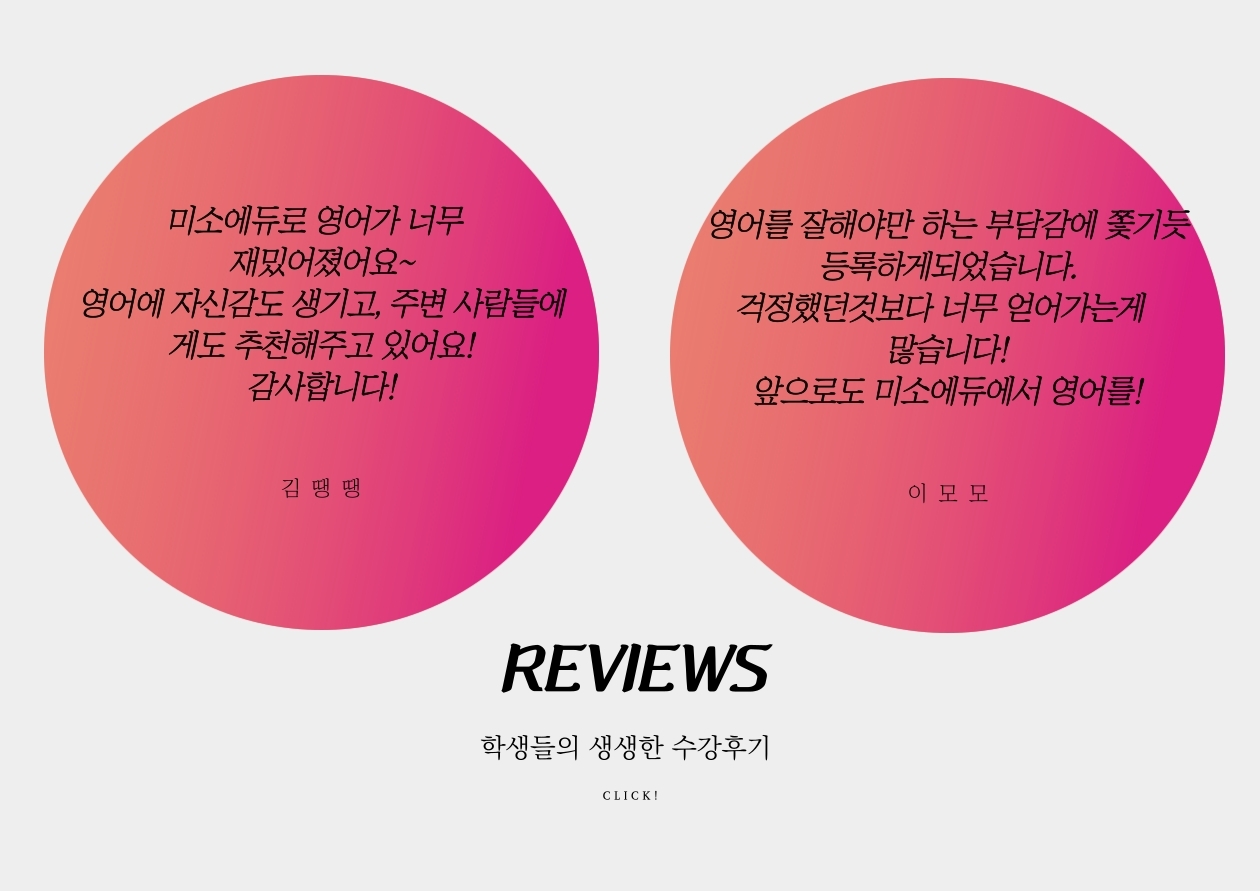 미소에듀로 영어가 너무
재밌어졌어요~
영어에 자신감도 생기고, 주변 사람들에
게도 추천해주고 있어요!
감사합니다!
김 땡 땡
영어를 잘해야만 하는 부담감에 쫓기듯
등록하게되었습니다.
걱정했던것보다 너무 얻어가는게
많습니다!
앞으로도 미소에듀에서 영어를!
이 모 모
REVIEWS
학생들의 생생한 수강후기
CLICK!